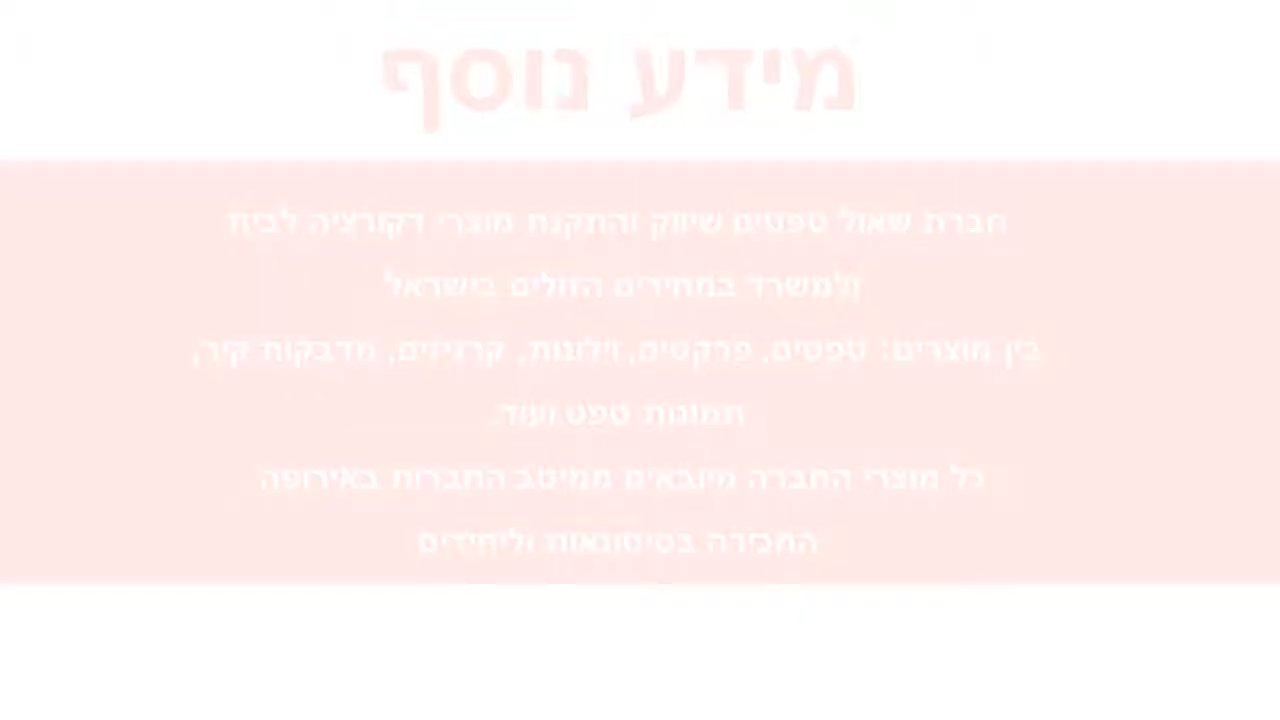 מידע נוסף
חברת שאול טפטים שיווק והתקנת מוצרי דקורציה לבית
ולמשרד במחירים הזולים בישראל
בין מוצרים: טפטים, פרקטים, וילונות, קרניזים, מדבקות קיר,
תמונות טפט ועוד.
כל מוצרי החברה מיובאים ממיטב החברות באירופה
המכירה בסיטונאות וליחידים